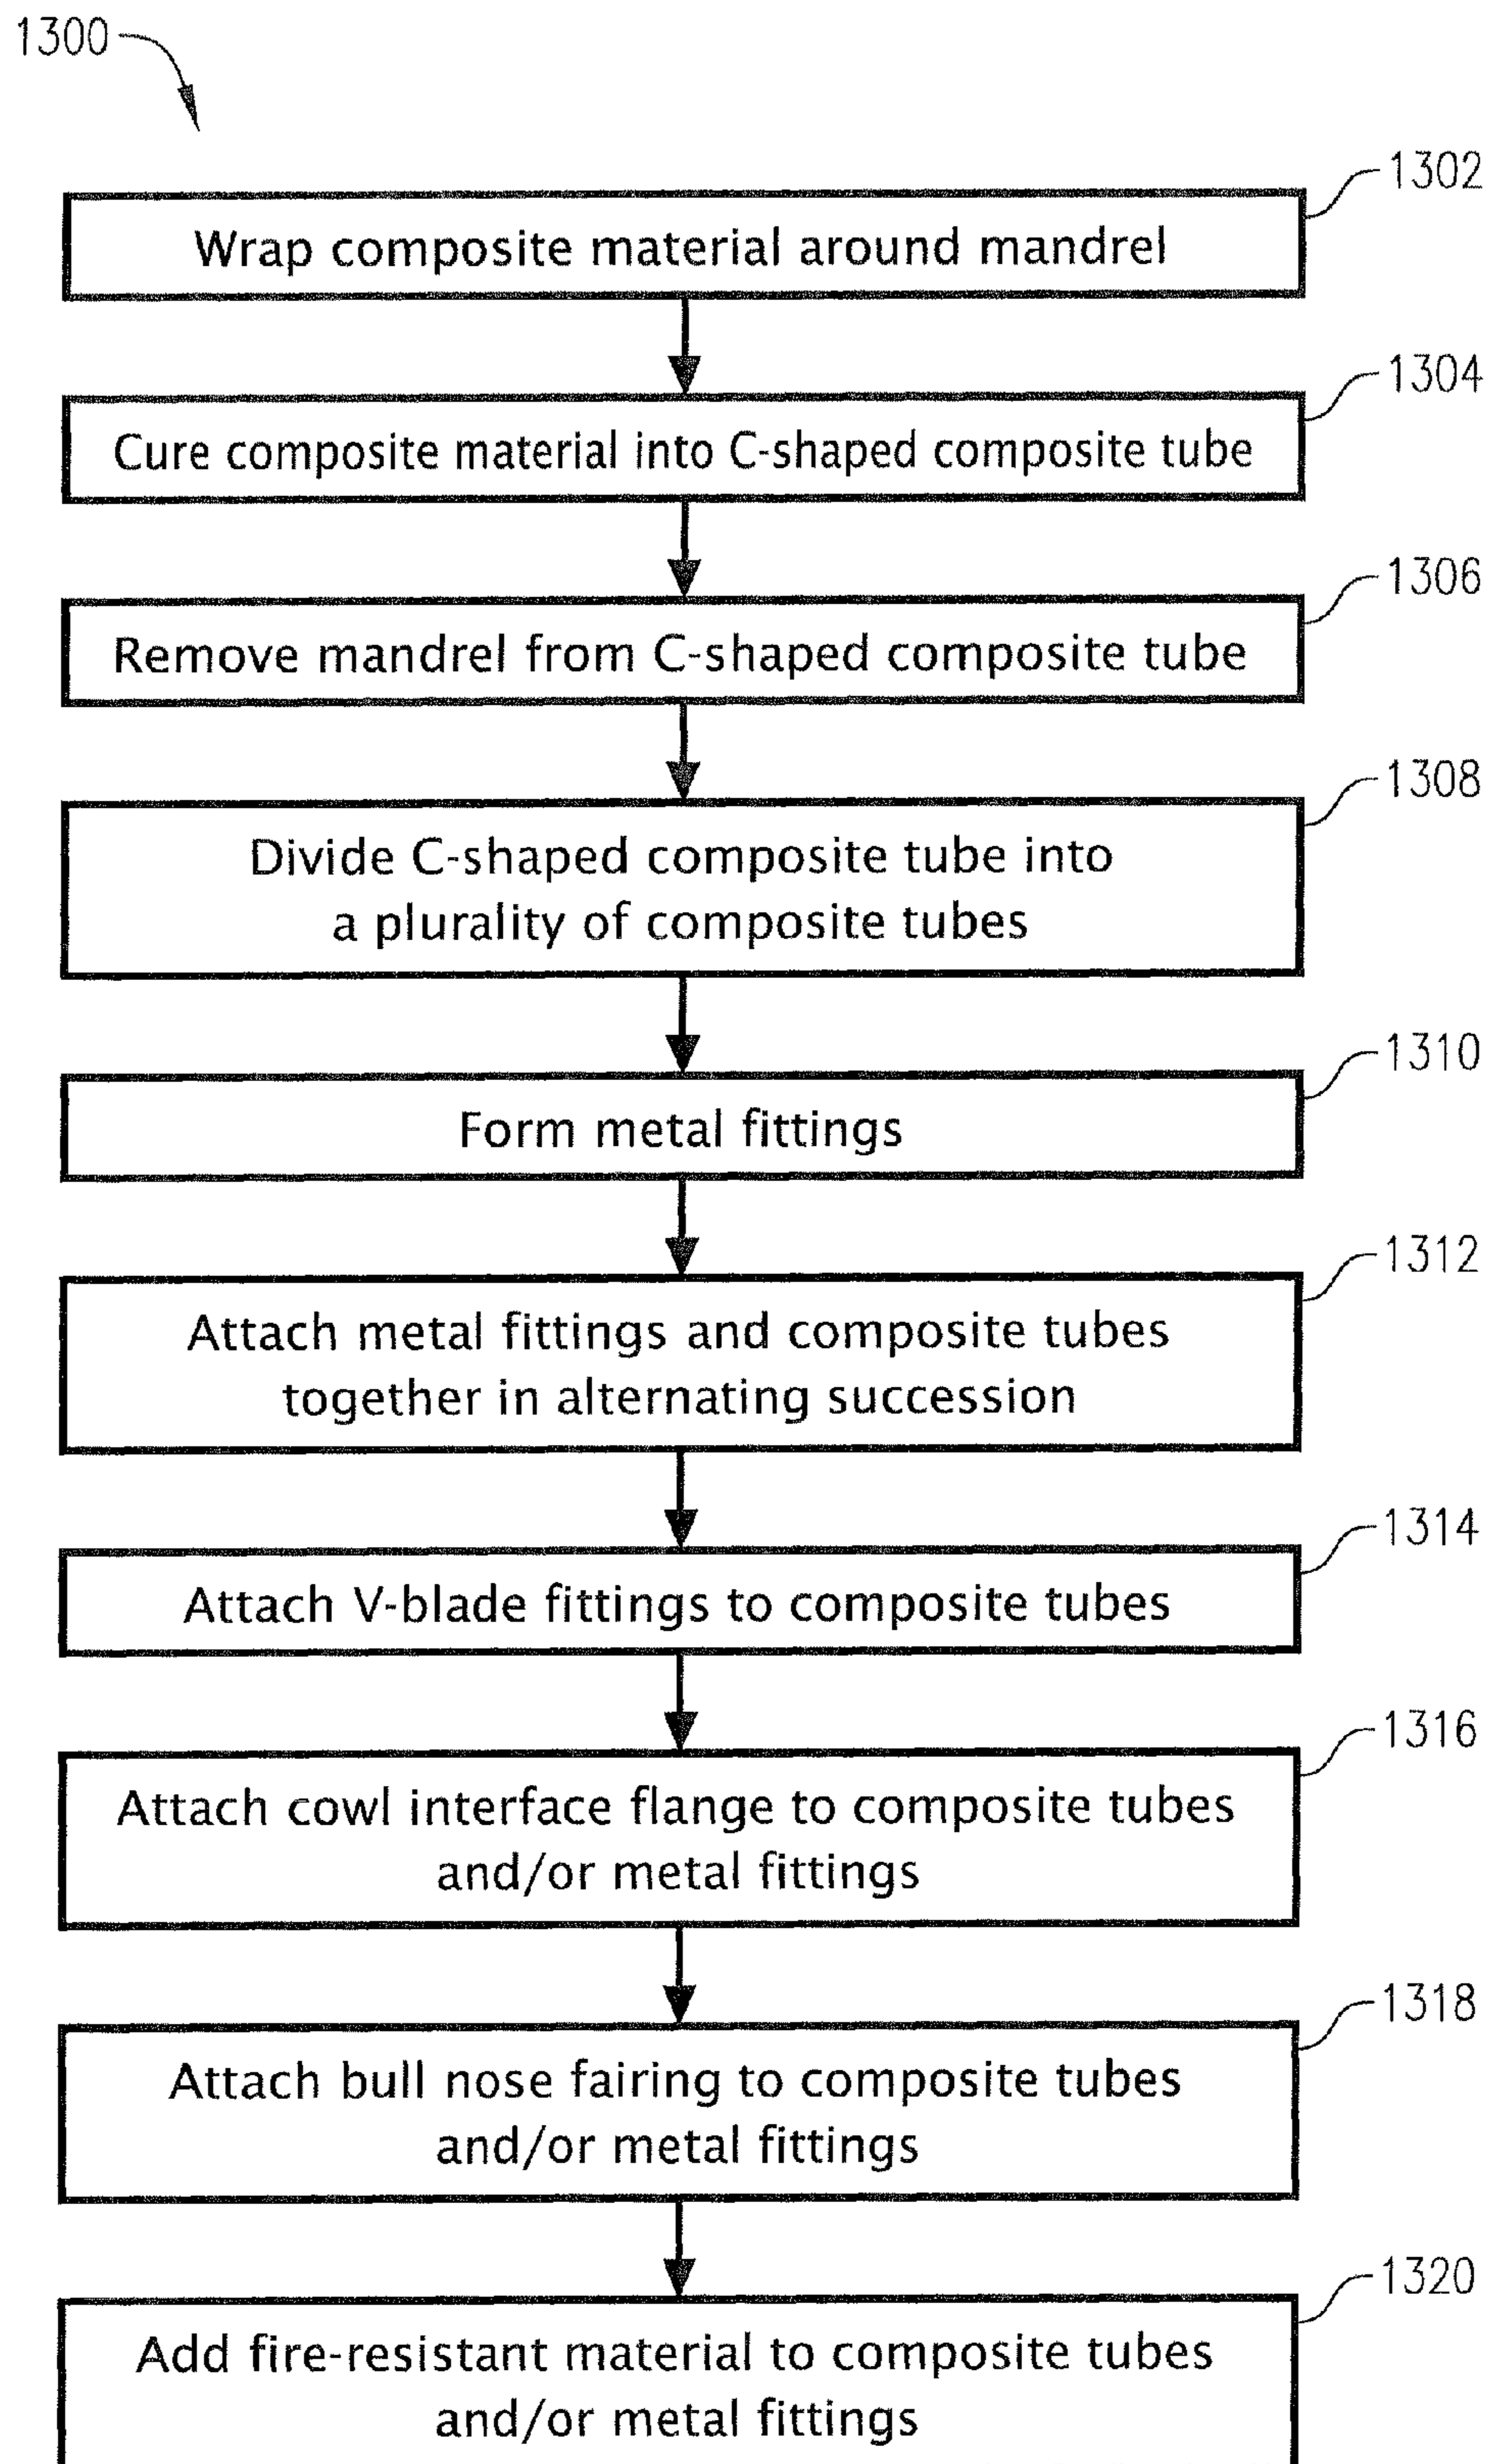 1300
1302
Wrap composite material around mandrel
1304
Cure composite material into C-shaped composite tube
1306
Remove mandrel from C-shaped composite tube
1308
Divide C-shaped composite tube into
a plurality of composite tubes
1310
Form metal fittings
1312
Attach metal fittings and composite tubes
together in alternating succession
1314
Attach V-blade fittings to composite tubes
1316
Attach cowl interface flange to composite tubes
and/or metal fittings
1318
Attach bull nose fairing to composite tubes
and/or metal fittings
1320
Add fire-resistant material to composite tubes
and/or metal fittings